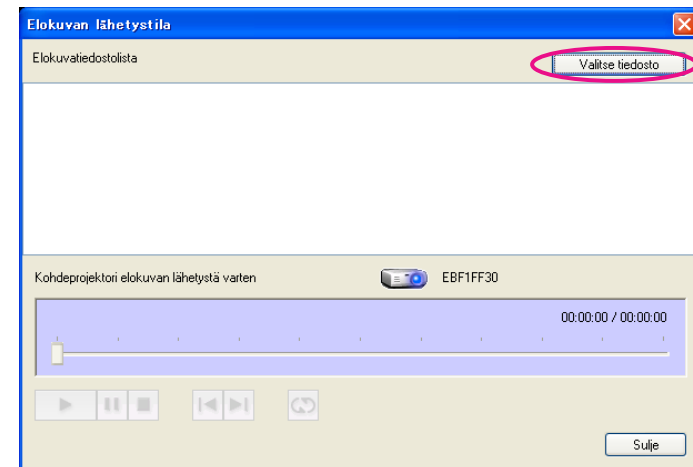 Elokuvan lähetystila
Elokuvatiedostolista
Valitse tiedosto
Kohdeprojektori elokuvan lähetystä varten
EBF1FF30
00:00:00 / 00:00:00
Sulje